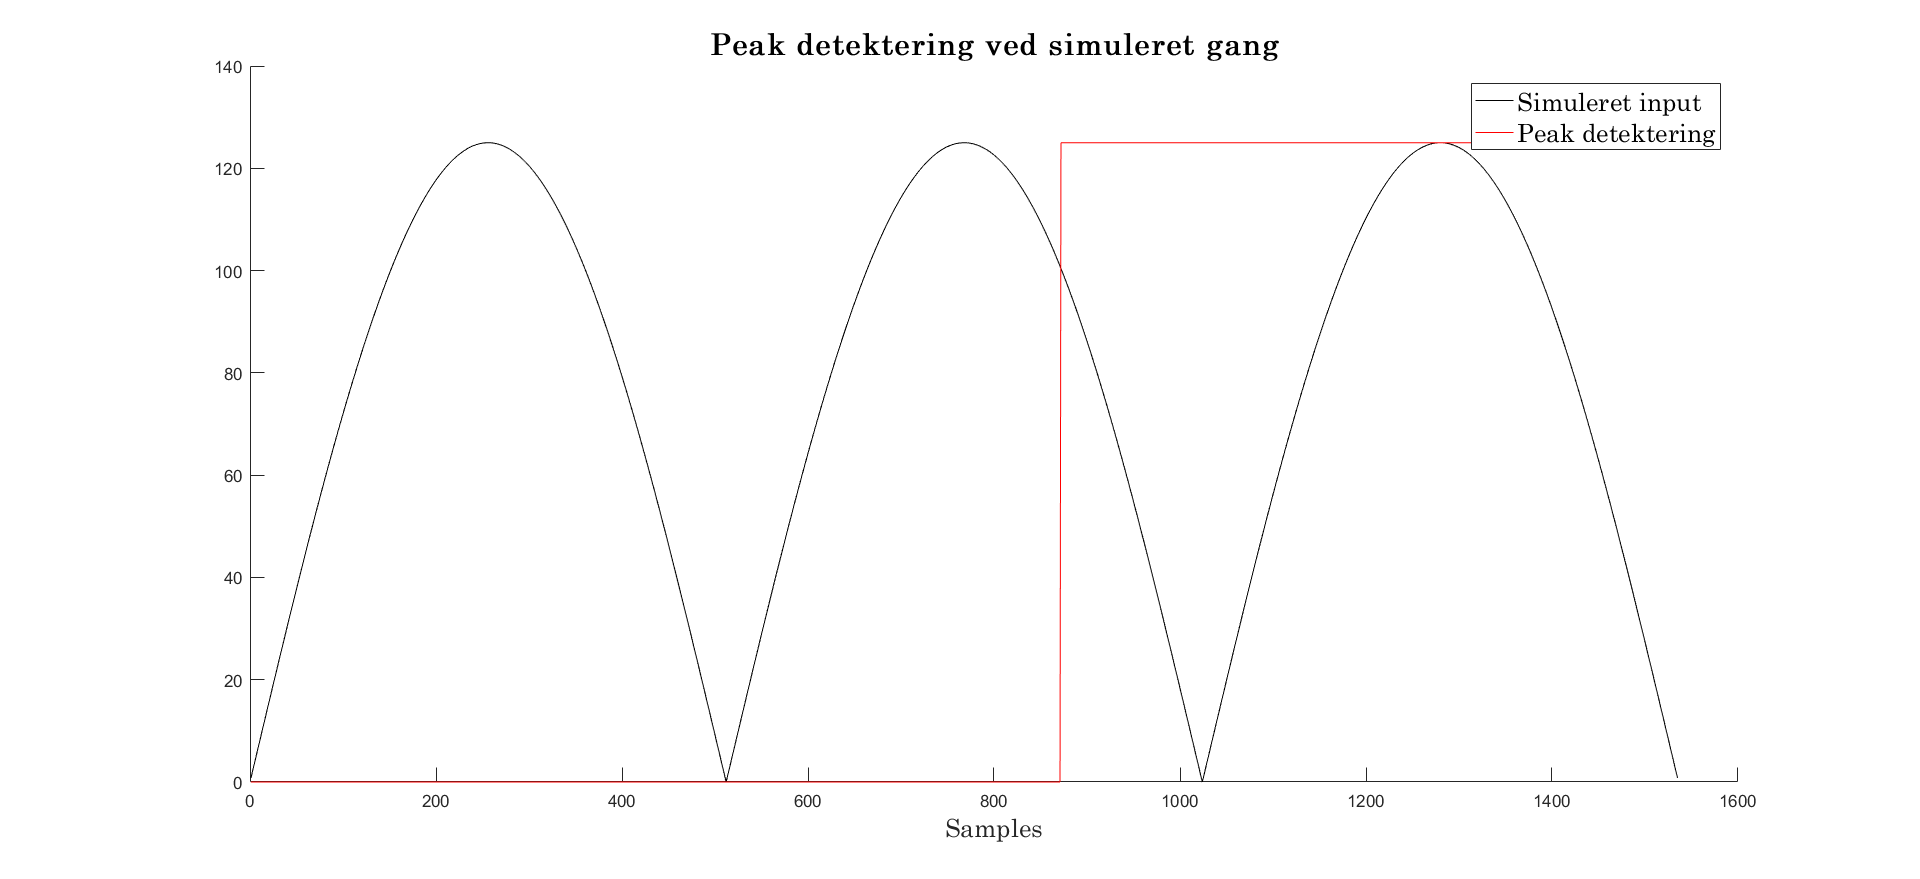 Peak detektering ved simuleret gang
140
120
100
80
60
40
20
0
Simuleret input
Peak detektering
0 200 400 600 800 1000 1200 1400 1600
Samples